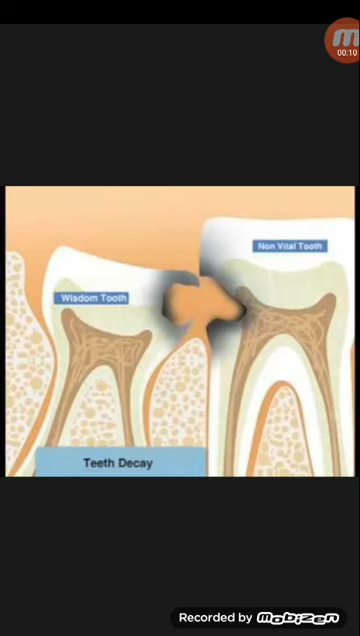 00:10
Non Vital Tooth
Wisdom Tooth
Teeth Decay
Recorded by Mobizen